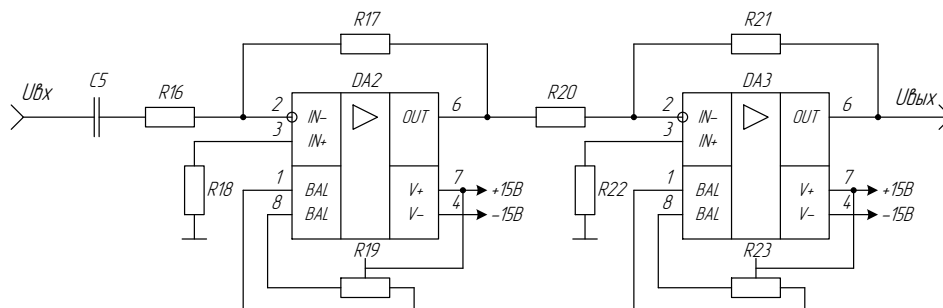 R17
R21
Uвх
C5
R16
DA2
R20
DA3
Uвых
2
IN-
OUT
6
2
IN-
OUT
6
3
IN+
3
IN+
R18
R22
1
BAL
V+
7
+15В
1
BAL
V+
7
+15В
8
BAL
V-
4
-15В
8
BAL
V-
4
-15В
R19
R23